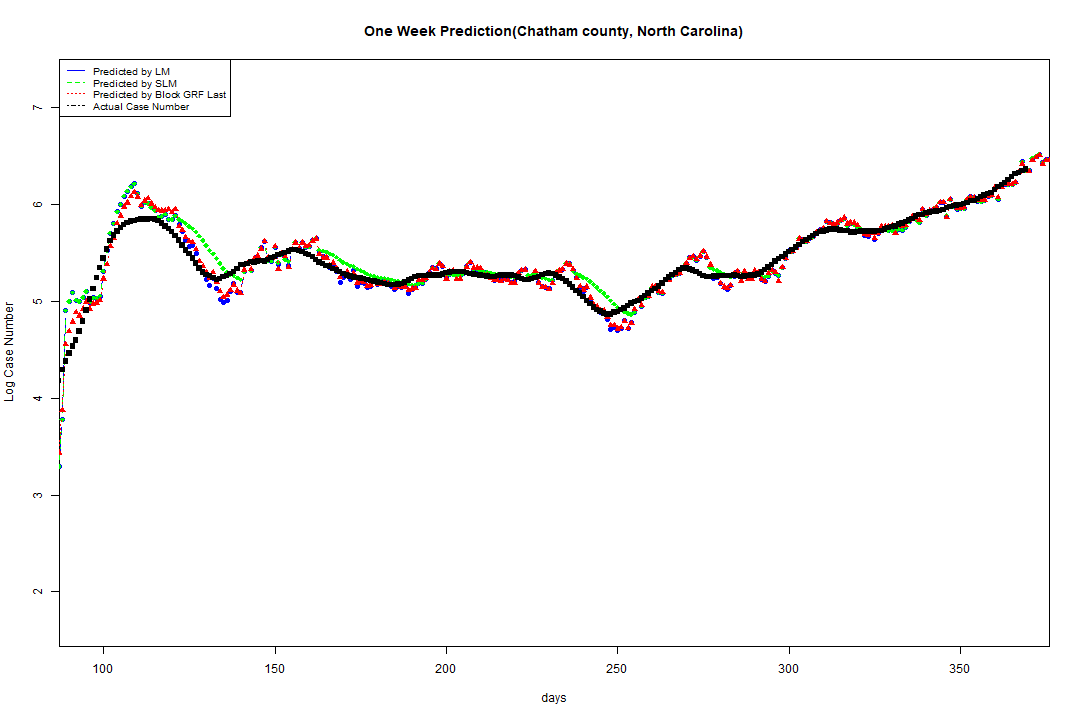 One Week Prediction(Chatham county, North Carolina)
Predicted by LM
Predicted by SLM
Predicted by Block GRF Last
Actual Case Number
7
6
5
4
3
2
Log Case Number
100 150 200 250 300 350
days